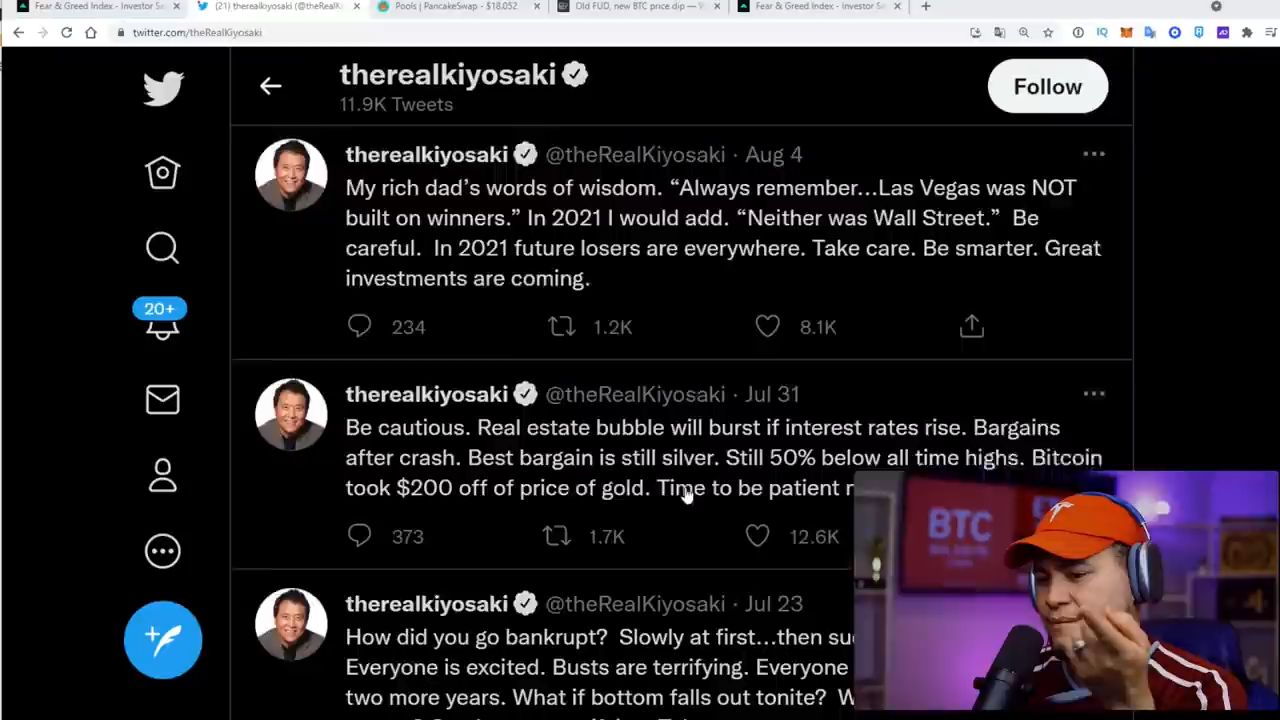 Fear & Greed Index - Investor Se
(21) therealkiyosaki (@theRealK
Pools | PancakeSwap - $18.052
Old FUD, new BTC price dip —
Fear & Greed Index - Investor Se
twitter.com/theRealKiyosaki
therealkiyosaki
11.9K Tweets
Follow
therealkiyosaki @theRealKiyosaki · Aug 4
My rich dad’s words of wisdom. “Always remember...Las Vegas was NOT
built on winners.” In 2021 I would add. “Neither was Wall Street.” Be
careful. In 2021 future losers are everywhere. Take care. Be smarter. Great
investments are coming.
234 1.2K 8.1K
20+
therealkiyosaki @theRealKiyosaki · Jul 31
Be cautious. Real estate bubble will burst if interest rates rise. Bargains
after crash. Best bargain is still silver. Still 50% below all time highs. Bitcoin
took $200 off of price of gold. Time to be patient
373 1.7K 12.6K
BTC
therealkiyosaki @theRealKiyosaki · Jul 23
How did you go bankrupt? Slowly at first...then
Everyone is excited. Busts are terrifying. Everyone
two more years. What if bottom falls out tonite?